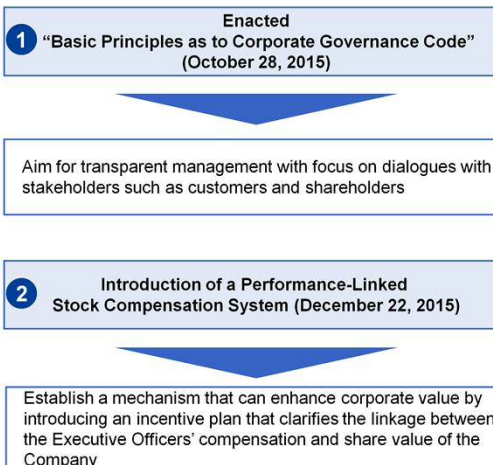 1
Enacted
“Basic Principles as to Corporate Governance Code”
(October 28, 2015)
Aim for transparent management with focus on dialogues with
stakeholders such as customers and shareholders
2
Introduction of a Performance-Linked
Stock Compensation System (December 22, 2015)
Establish a mechanism that can enhance corporate value by
introducing an incentive plan that clarifies the linkage between
the Executive Officers’ compensation and share value of the
Company